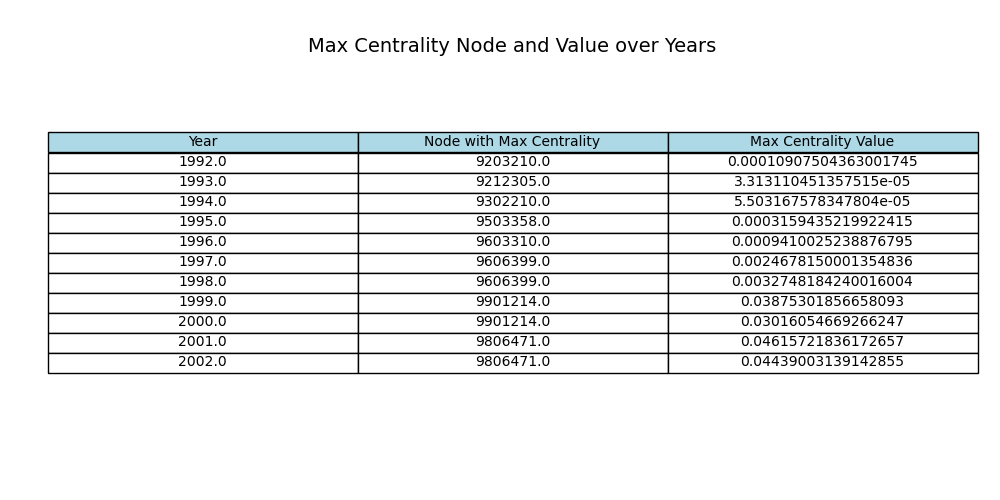 Max Centrality Node and Value over Years
Year Node with Max Centrality Max Centrality Value
1992.0 9203210.0 0.00010907504363001745
1993.0 9212305.0 3.313110451357515e-05
1994.0 9302210.0 5.503167578347804e-05
1995.0 9503358.0 0.0003159435219922415
1996.0 9603310.0 0.0009410025238876795
1997.0 9606399.0 0.0024678150001354836
1998.0 9606399.0 0.0032748184240016004
1999.0 9901214.0 0.03875301856658093
2000.0 9901214.0 0.03016054669266247
2001.0 9806471.0 0.04615721836172657
2002.0 9806471.0 0.04439003139142855